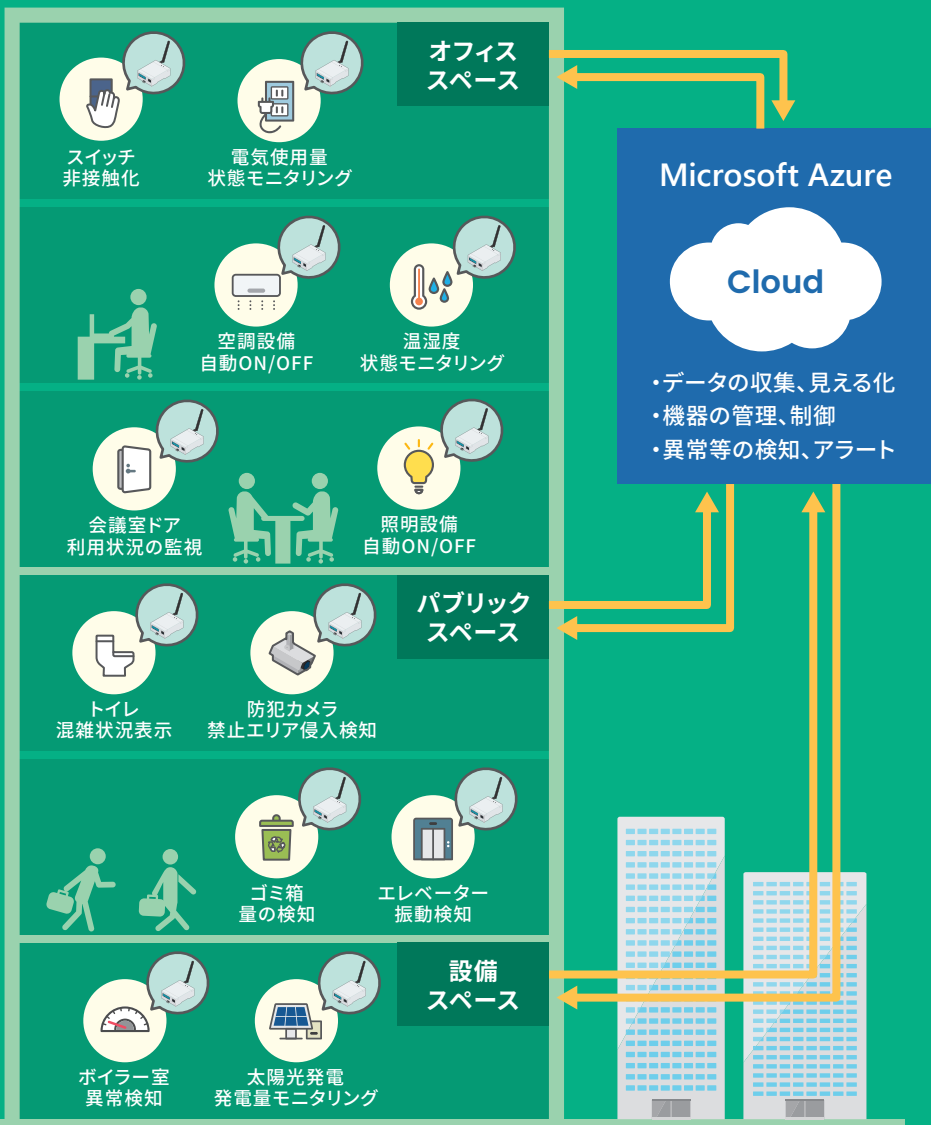 オフィス
スペース
スイッチ
非接触化
電気使用量
状態モニタリング
空調設備
自動ON/OFF
温湿度
状態モニタリング
会議室ドア
利用状況の監視
照明設備
自動ON/OFF
パブリック
スペース
トイレ
混雑状況表示
防犯カメラ
禁止エリア侵入検知
ゴミ箱
量の検知
エレベーター
振動検知
設備
スペース
ボイラー室
異常検知
太陽光発電
発電量モニタリング
Microsoft Azure
Cloud
・データの収集、見える化
・機器の管理、制御
・異常等の検知、アラート